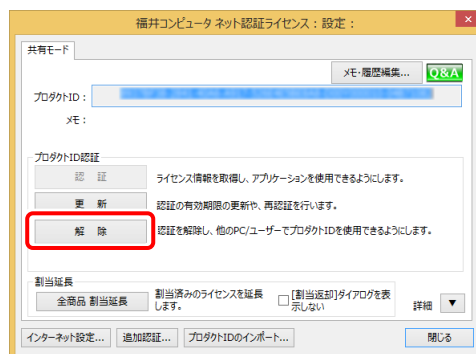 福井コンピュータ ネット認証ライセンス：設定：
×
共有モード
メモ・履歴編集...
Q&A
プロダクトID：
メモ：
プロダクトID認証
認　証
ライセンス情報を取得し、アプリケーションを使用できるようにします。
更　新
認証の有効期限の更新や、再認証を行います。
解　除
認証を解除し、他のPC/ユーザーでプロダクトIDを使用できるようにします。
割当延長
全商品 割当延長
割当済みのライセンスを延長
します。
[割当返却]ダイアログを表
示しない
詳細 ▼
インターネット設定...
追加認証...
プロダクトIDのインポート...
閉じる